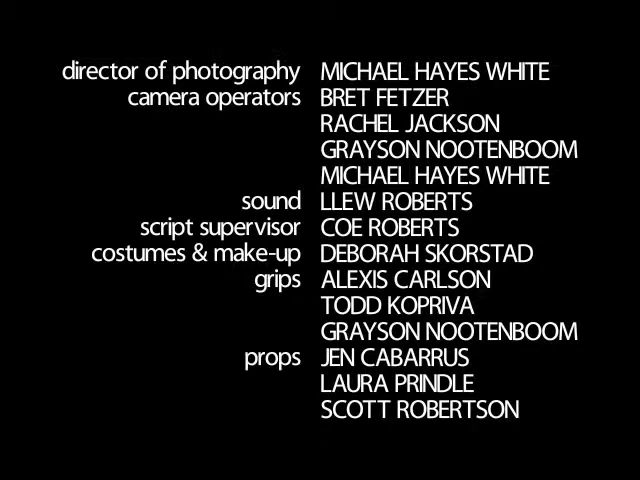 director of photography MICHAEL HAYES WHITE
camera operators BRET FETZER
RACHEL JACKSON
GRAYSON NOOTENBOOM
MICHAEL HAYES WHITE
sound LLEW ROBERTS
script supervisor COE ROBERTS
costumes & make-up DEBORAH SKORSTAD
grips ALEXIS CARLSON
TODD KOPRIVA
GRAYSON NOOTENBOOM
props JEN CABARRUS
LAURA PRINDLE
SCOTT ROBERTSON